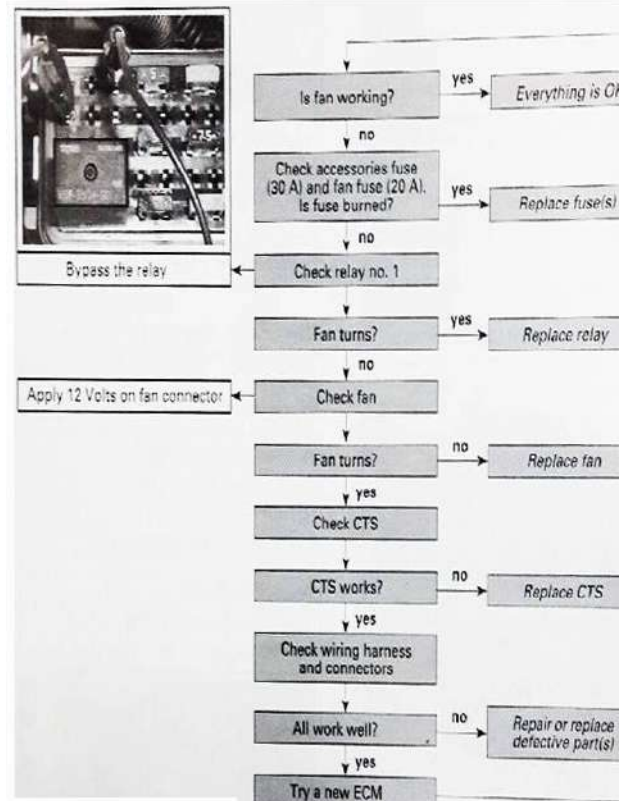 Is fan working?
yes
Everything is O
no
Check accessories fuse
(30 A) and fan fuse (20 A).
Is fuse burned?
yes
Replace fuse(s)
no
Bypass the relay
Check relay no. 1
Fan turns?
yes
Replace relay
no
Apply 12 Volts on fan connector
Check fan
Fan turns?
no
Replace fan
yes
Check CTS
CTS works?
no
Replace CTS
yes
Check wiring harness
and connectors
All work well?
no
Repair or replace
defective part(s)
yes
Try a new ECM